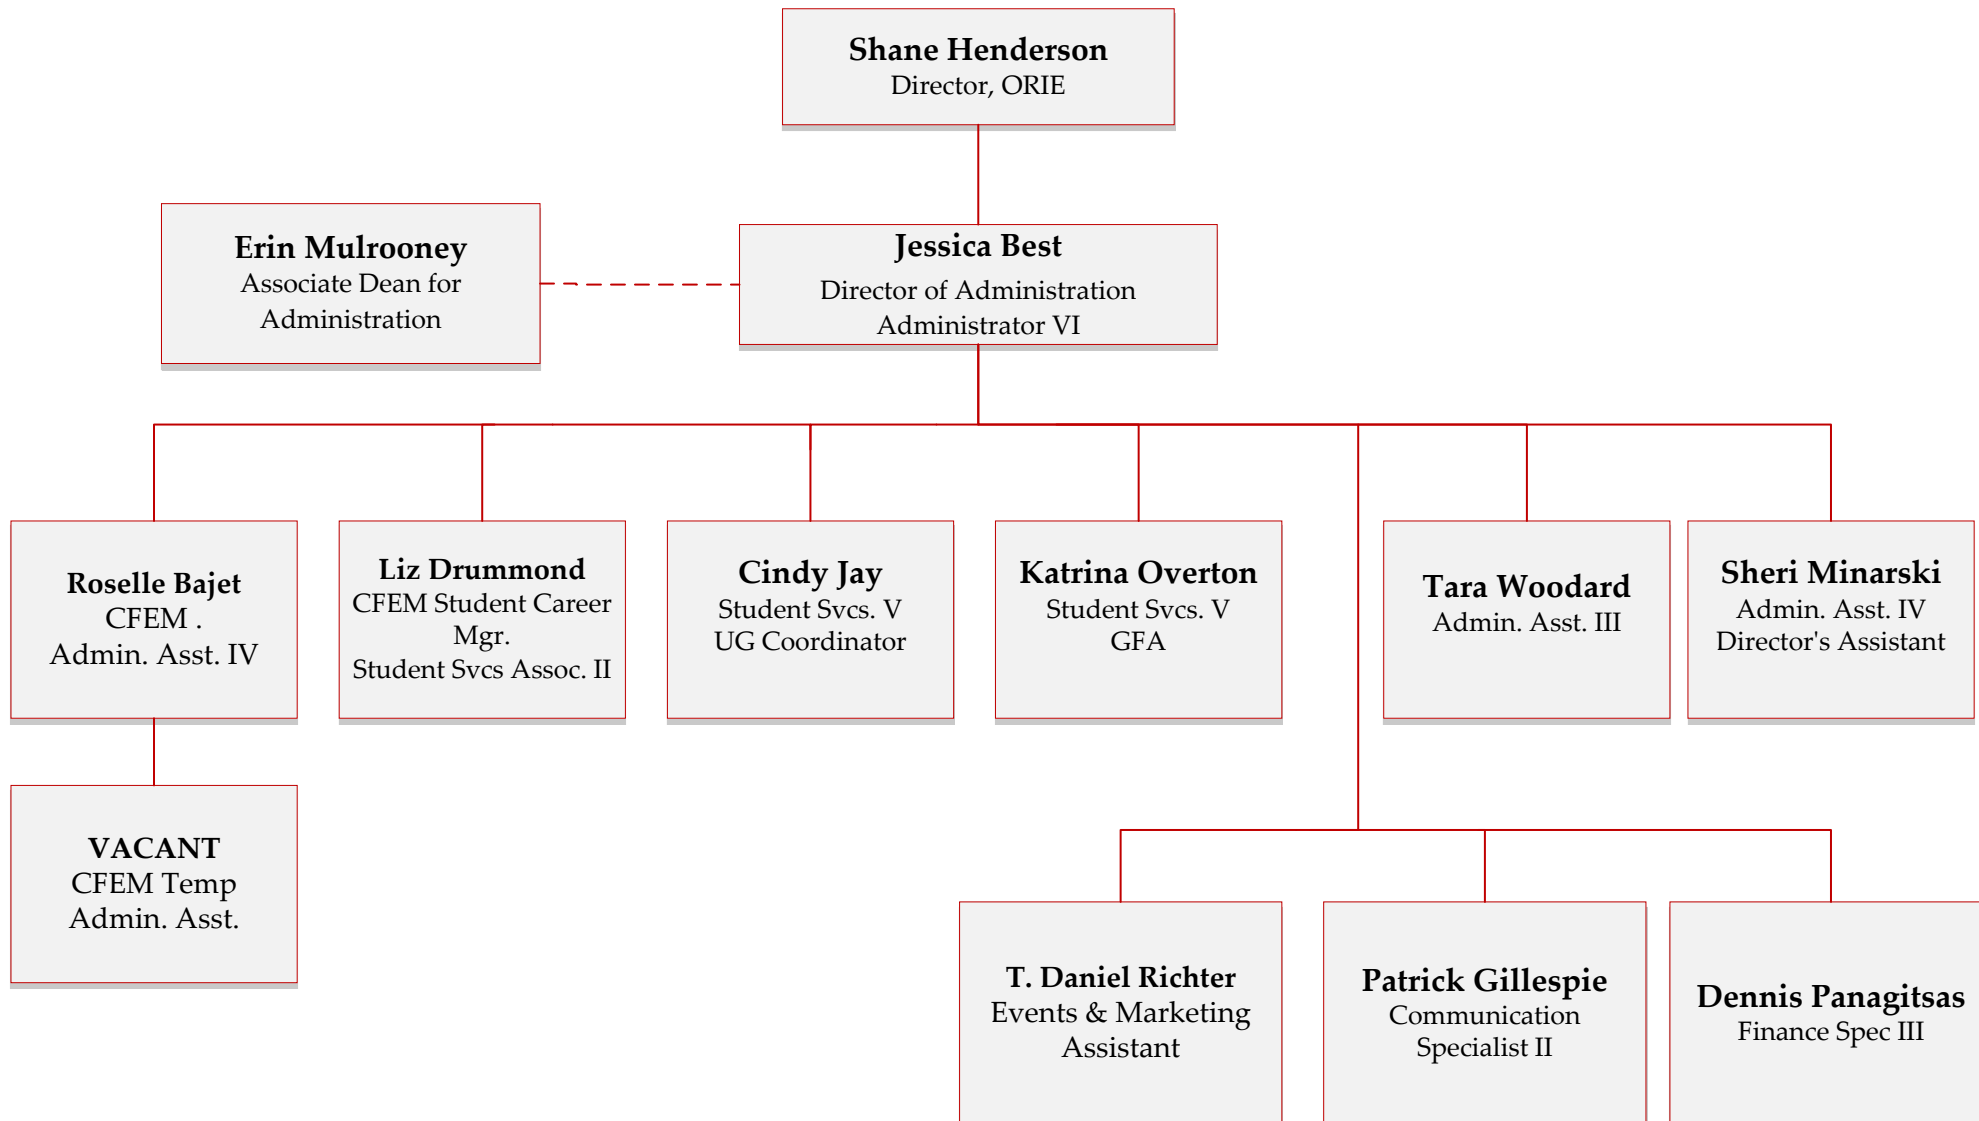 Shane Henderson
Director, ORIE
Erin Mulrooney
Associate Dean for
Administration
Jessica Best
Director of Administration
Administrator VI
Roselle Bajet
CFEM .
Admin. Asst. IV
Liz Drummond
CFEM Student Career
Mgr.
Student Svcs Assoc. II
Cindy Jay
Student Svcs. V
UG Coordinator
Katrina Overton
Student Svcs. V
GFA
Tara Woodard
Admin. Asst. III
Sheri Minarski
Admin. Asst. IV
Director's Assistant
VACANT
CFEM Temp
Admin. Asst.
T. Daniel Richter
Events & Marketing
Assistant
Patrick Gillespie
Communication
Specialist II
Dennis Panagitsas
Finance Spec III